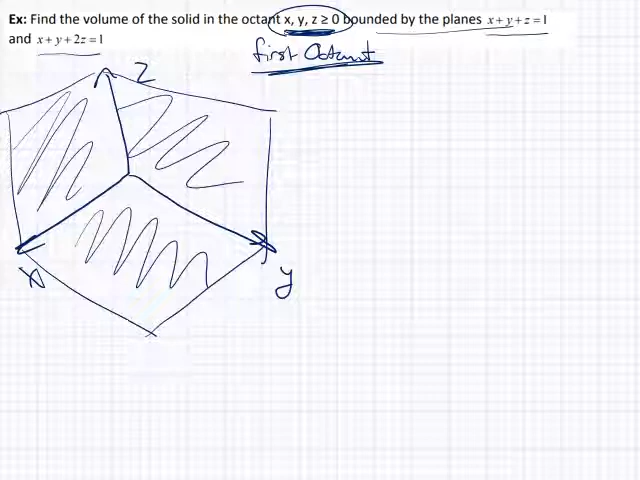 Ex: Find the volume of the solid in the octant x, y, z ≥ 0 bounded by the planes x + y + z = 1
and x + y + 2z = 1
first Octant
z
x
y